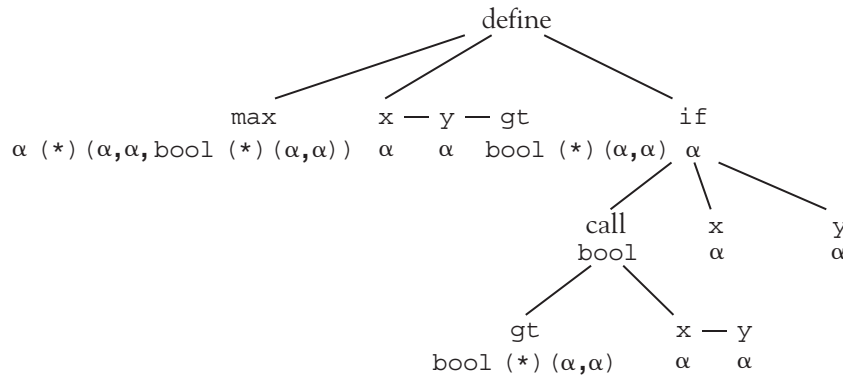 define
max x y gt if
α (*)(α,α,bool (*)(α,α)) α α bool (*)(α,α) α
call x y
bool α α
gt x y
bool (*)(α,α) α α